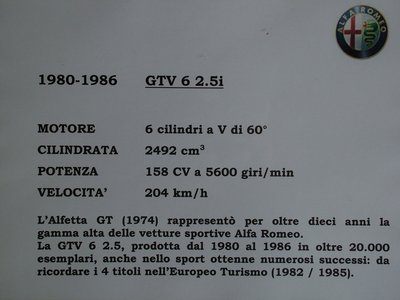 ALFA ROMEO
1980-1986 GTV 6 2.5i
MOTORE 6 cilindri a V di 60°
CILINDRATA 2492 cm³
POTENZA 158 CV a 5600 giri/min
VELOCITA' 204 km/h
L'Alfetta GT (1974) rappresentò per oltre dieci anni la
gamma alta delle vetture sportive Alfa Romeo.
La GTV 6 2.5, prodotta dal 1980 al 1986 in oltre 20.000
esemplari, anche nello sport ottenne numerosi successi: da
ricordare i 4 titoli nell'Europeo Turismo (1982 / 1985).